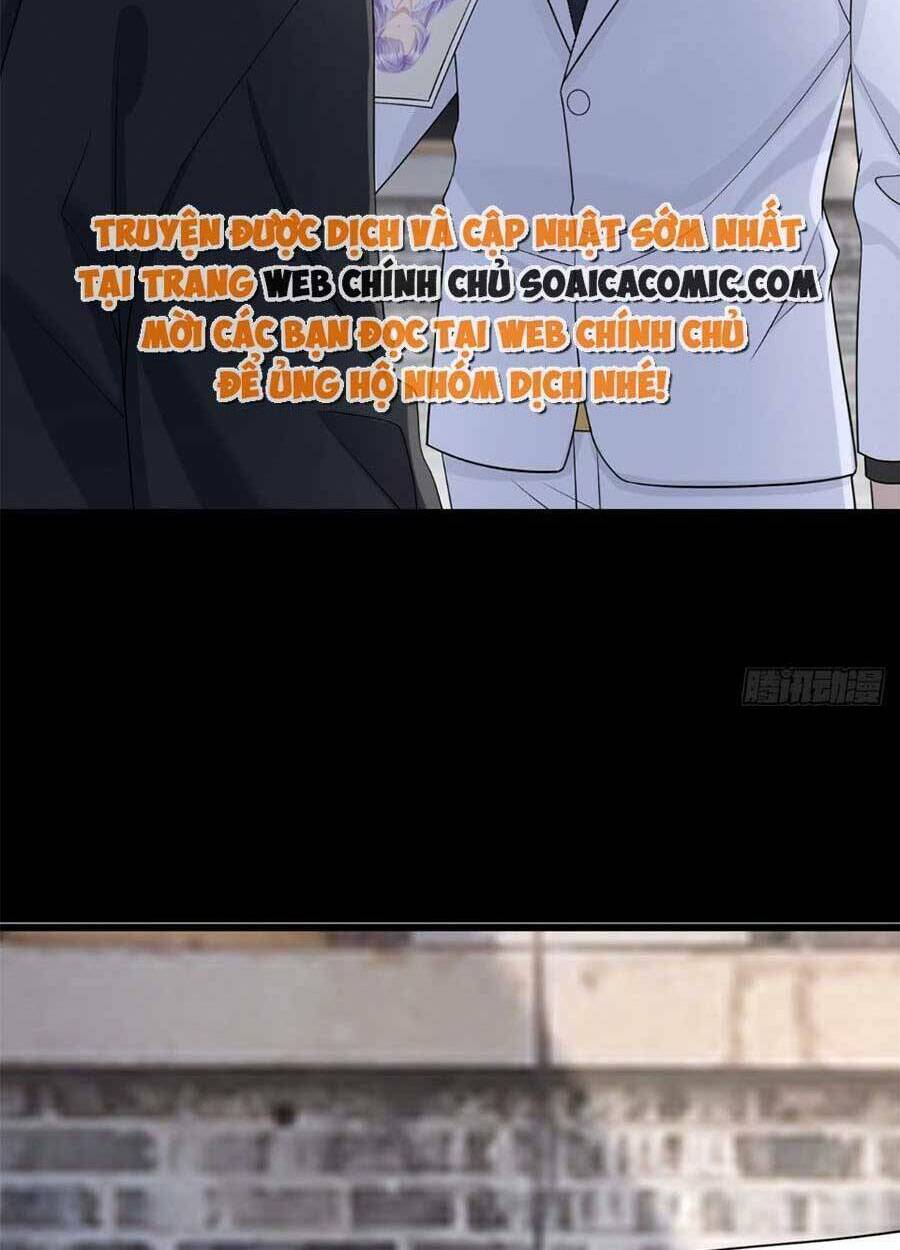 TRUYỆN ĐƯỢC DỊCH VÀ CẬP NHẬT SỚM NHẤT
TẠI TRANG WEB CHÍNH CHỦ SOAICACOMIC.COM
MỜI CÁC BẠN ĐỌC TẠI WEB CHÍNH CHỦ
ĐỂ ỦNG HỘ NHÓM DỊCH NHÉ!
腾讯动漫